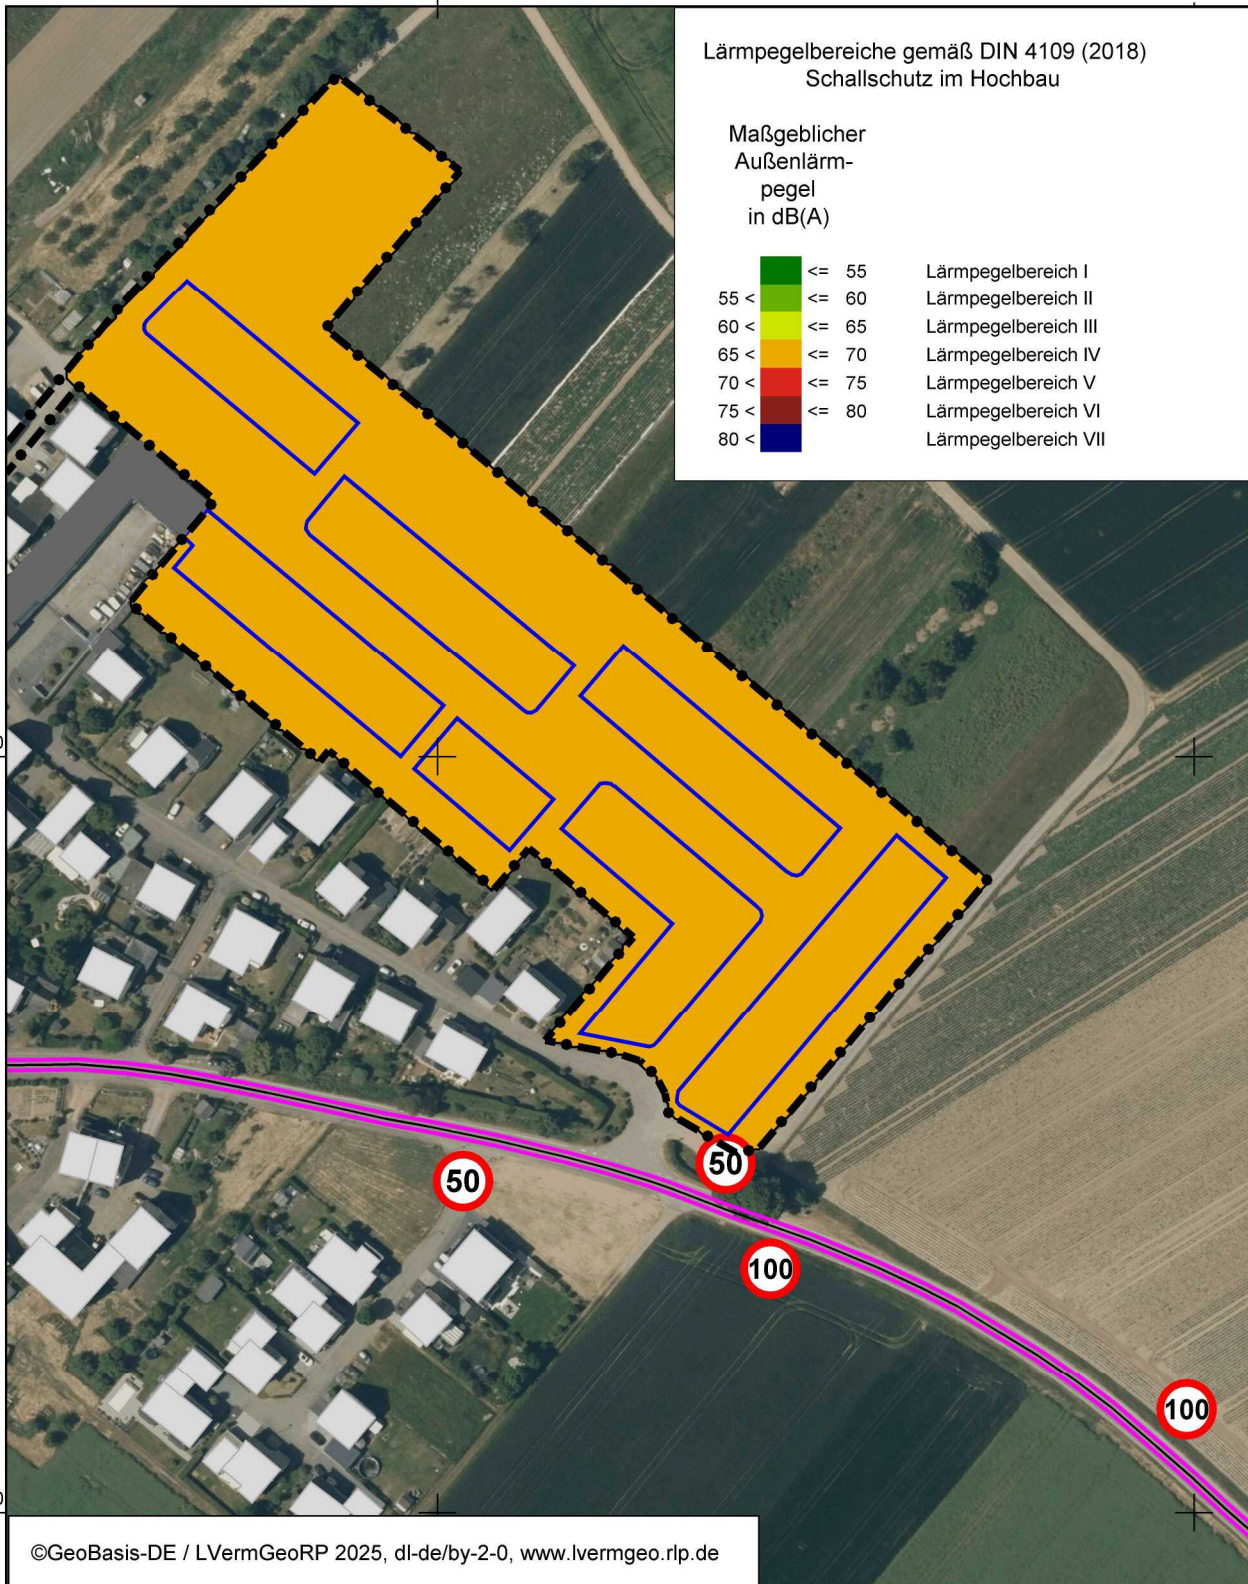 Lärmpegelbereiche gemäß DIN 4109 (2018)
Schallschutz im Hochbau
Maßgeblicher
Außenlärm-
pegel
in dB(A)
<= 55 Lärmpegelbereich I
55 < <= 60 Lärmpegelbereich II
60 < <= 65 Lärmpegelbereich III
65 < <= 70 Lärmpegelbereich IV
70 < <= 75 Lärmpegelbereich V
75 < <= 80 Lärmpegelbereich VI
80 < Lärmpegelbereich VII
50
50
100
100
©GeoBasis-DE / LVermGeoRP 2025, dl-de/by-2-0, www.lvermgeo.rlp.de